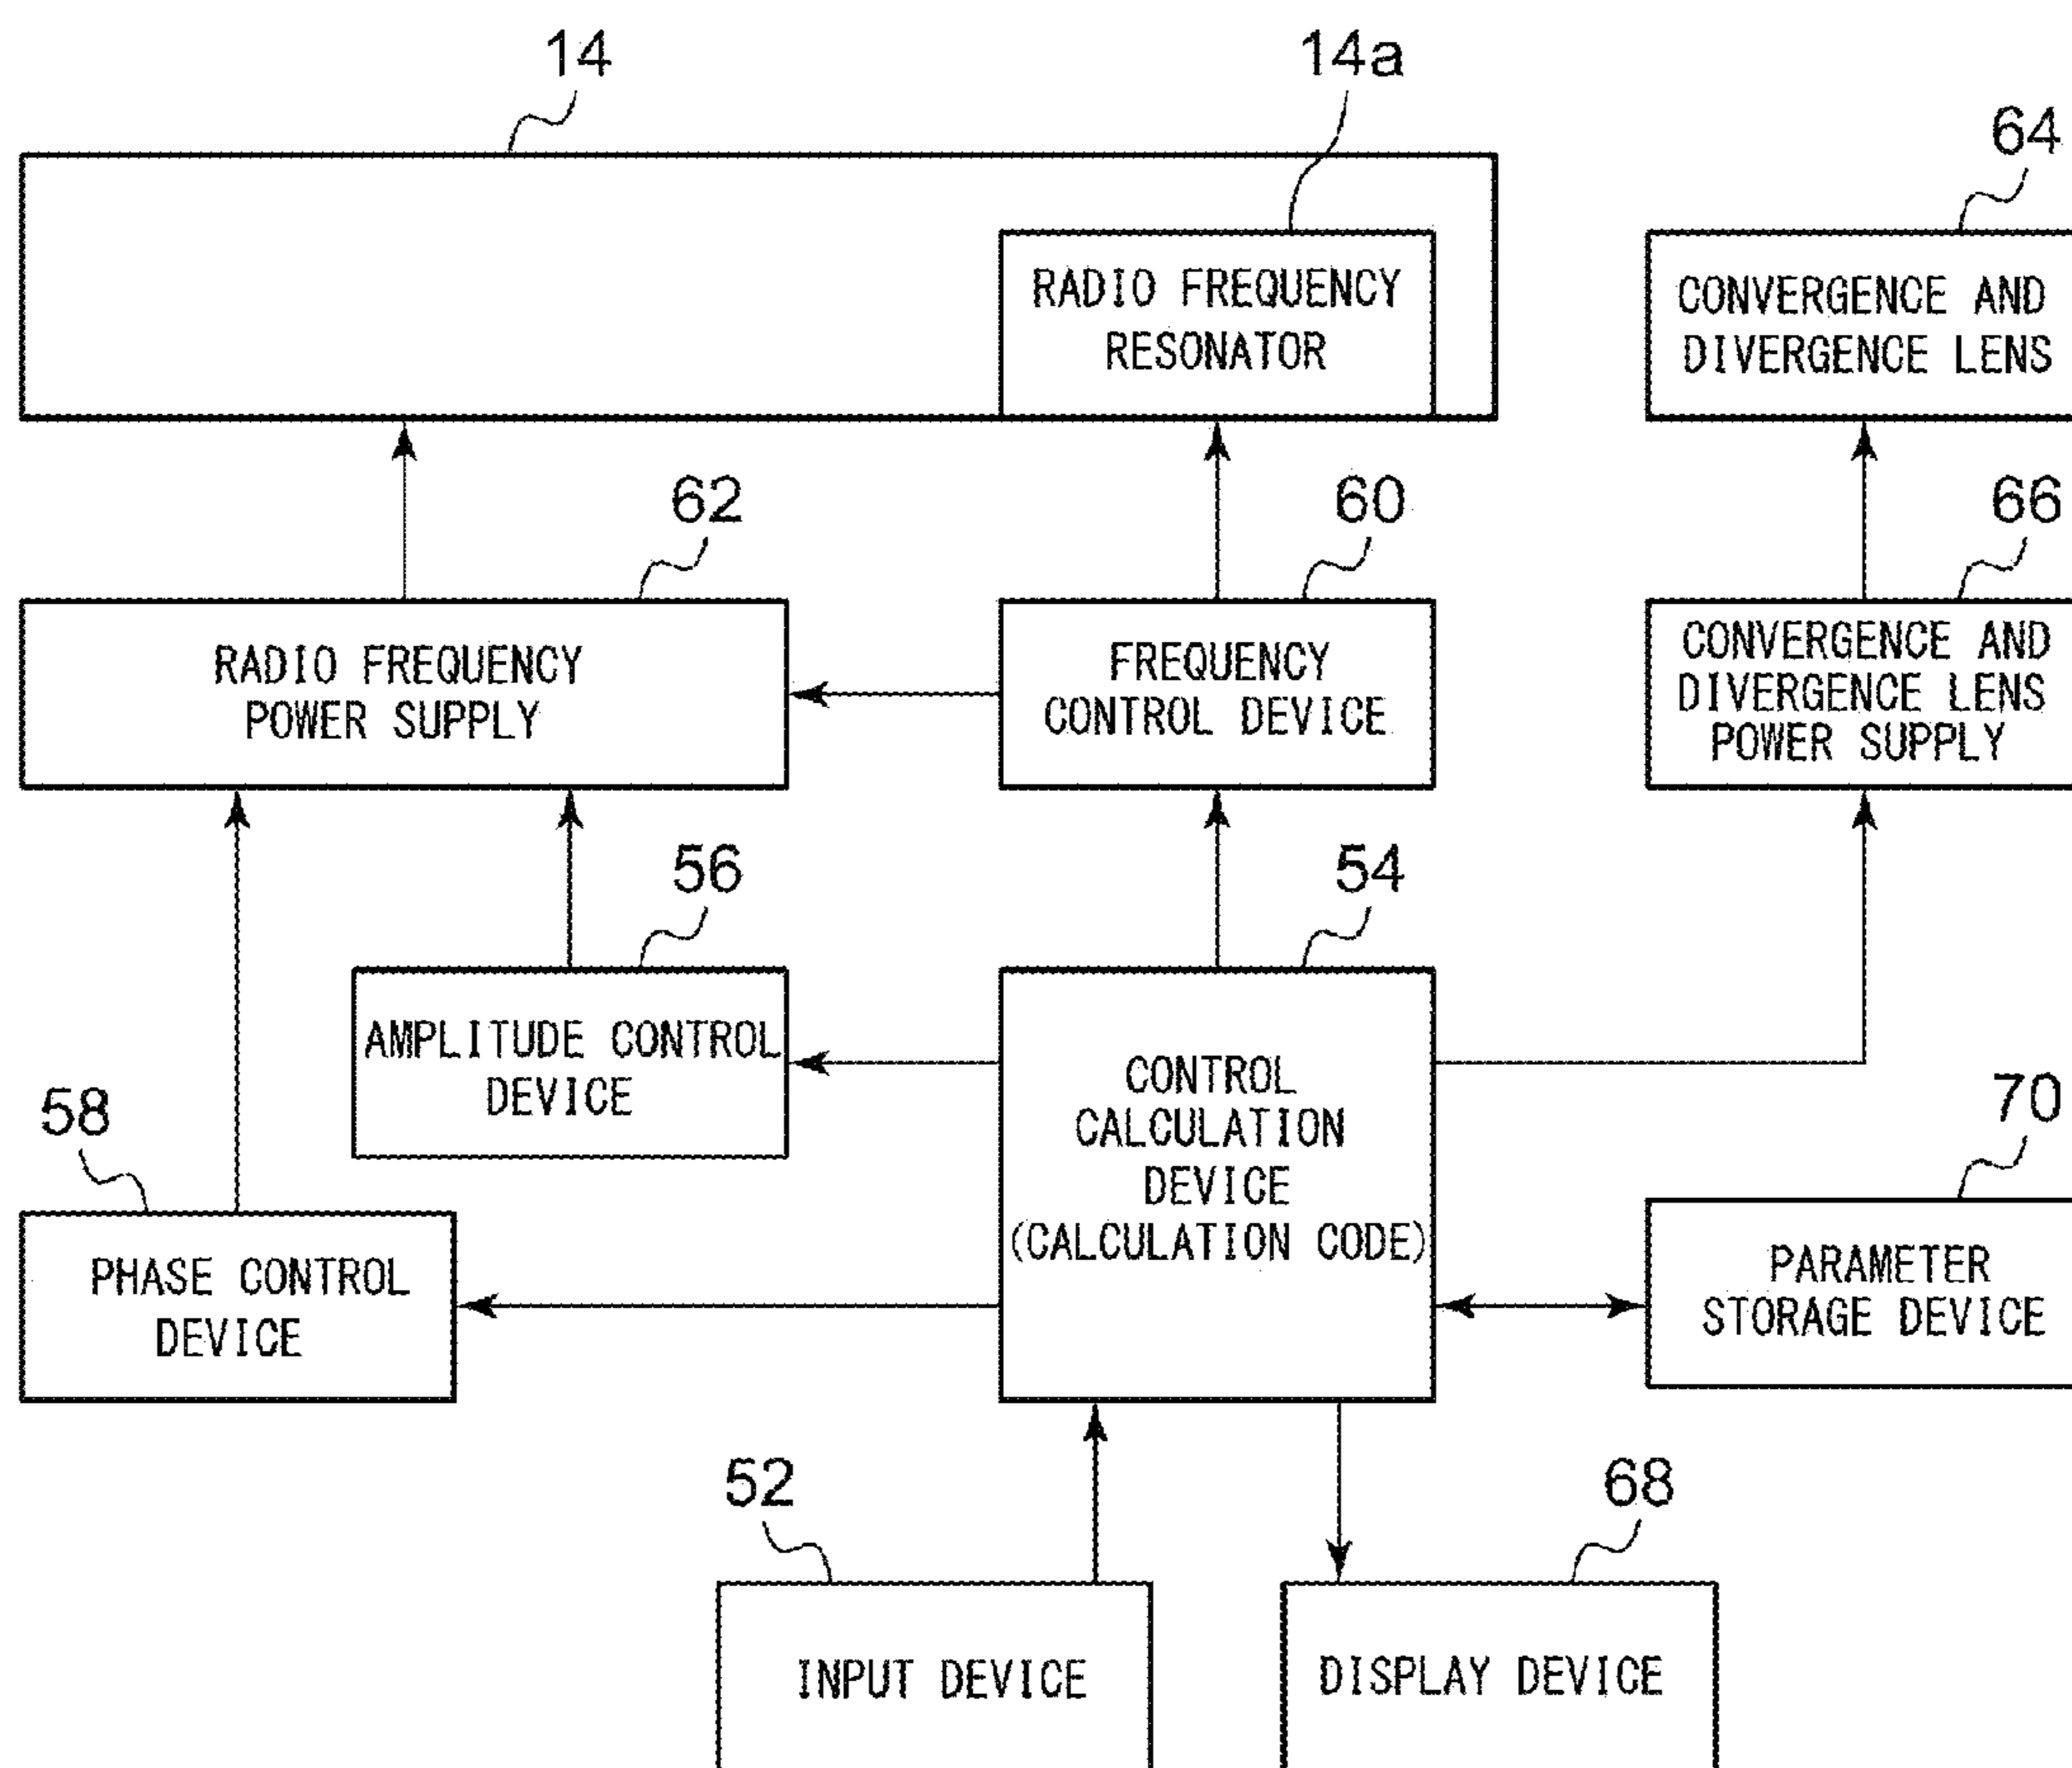 14
14a
64
RADIO FREQUENCY
RESONATOR
CONVERGENCE AND
DIVERGENCE LENS
62
60
66
RADIO FREQUENCY
POWER SUPPLY
FREQUENCY
CONTROL DEVICE
CONVERGENCE AND
DIVERGENCE LENS
POWER SUPPLY
56
54
AMPLITUDE CONTROL
DEVICE
CONTROL
CALCULATION
DEVICE
(CALCULATION CODE)
58
70
PHASE CONTROL
DEVICE
PARAMETER
STORAGE DEVICE
52
68
INPUT DEVICE
DISPLAY DEVICE